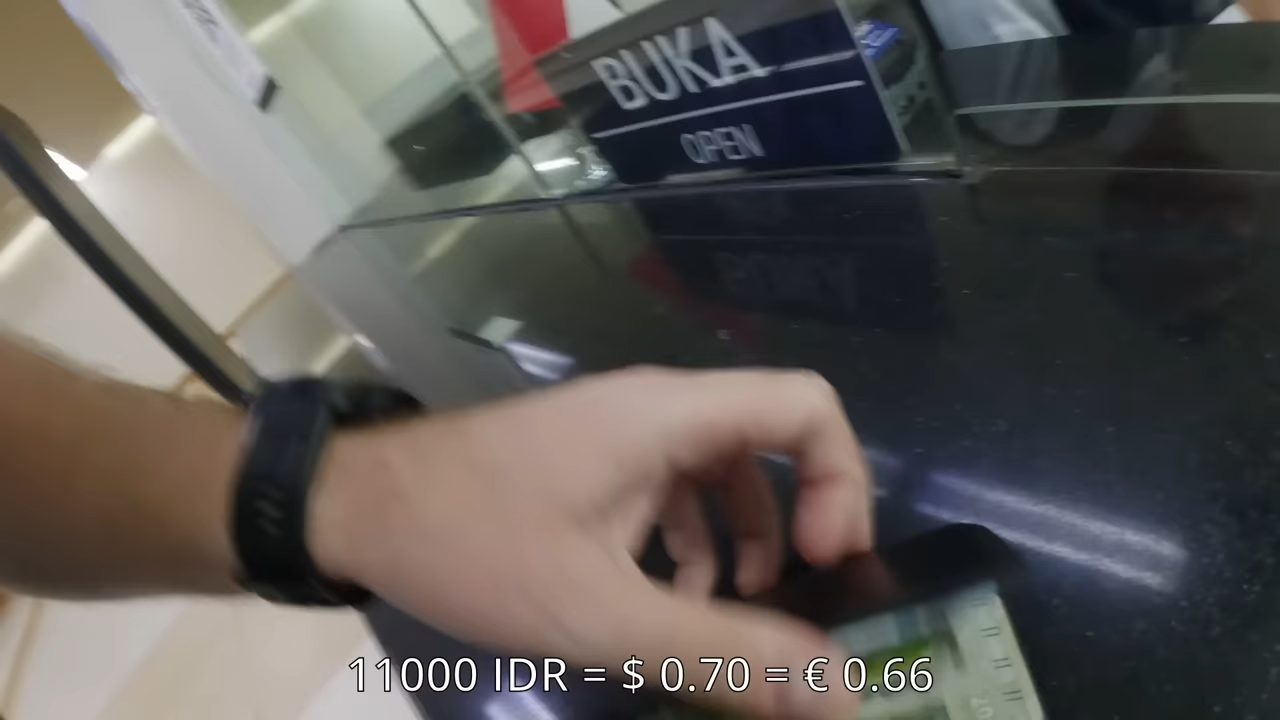 BUKA
OPEN
11000 IDR = $ 0.70 = € 0.66